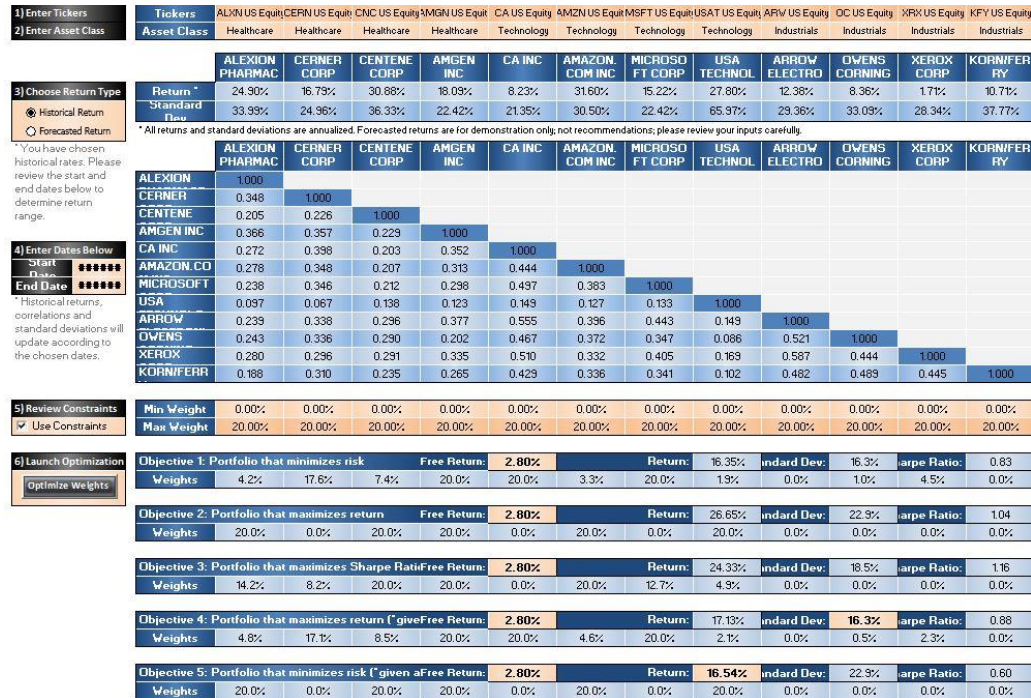 1) Enter Tickers
Tickers ALXN US Equity CERN US Equity CNC US Equity AMGN US Equity CA US Equity AMZN US Equity MSFT US Equity USAT US Equity ARW US Equity OC US Equity XRX US Equity KFY US Equity
2) Enter Asset Class
Asset Class Healthcare Healthcare Healthcare Healthcare Technology Technology Technology Technology Industrials Industrials Industrials Industrials
ALEXION PHARMAC CERNER CORP CENTENE CORP AMGEN INC CA INC AMAZON.COM INC MICROSOFT CORP USA TECHNOL ARROW ELECTRO OWENS CORNING XEROX CORP KORN/FERRY
3) Choose Return Type
Historical Return
Forecasted Return
Return * 24.90% 16.79% 30.88% 18.09% 8.23% 31.60% 15.22% 27.80% 12.38% 8.36% 1.71% 10.71%
Standard Dev 33.99% 24.96% 36.33% 22.42% 21.35% 30.50% 22.42% 65.97% 29.36% 33.09% 28.34% 37.77%
* All returns and standard deviations are annualized. Forecasted returns are for demonstration only; not recommendations; please review your inputs carefully.
* You have chosen
historical rates. Please
review the start and
end dates below to
determine return
range.
ALEXION PHARMAC CERNER CORP CENTENE CORP AMGEN INC CA INC AMAZON.COM INC MICROSOFT CORP USA TECHNOL ARROW ELECTRO OWENS CORNING XEROX CORP KORN/FERRY
ALEXION 1.000
CERNER 0.348 1.000
CENTENE 0.205 0.226 1.000
AMGEN INC 0.366 0.357 0.229 1.000
CA INC 0.272 0.398 0.203 0.352 1.000
AMAZON.CO 0.278 0.348 0.207 0.313 0.444 1.000
MICROSOFT 0.238 0.346 0.212 0.298 0.497 0.383 1.000
USA 0.097 0.067 0.138 0.123 0.149 0.127 0.133 1.000
ARROW 0.239 0.338 0.296 0.377 0.555 0.396 0.443 0.149 1.000
OWENS 0.243 0.336 0.290 0.202 0.467 0.372 0.347 0.086 0.521 1.000
XEROX 0.280 0.296 0.291 0.335 0.510 0.332 0.405 0.169 0.587 0.444 1.000
KORN/FERR 0.188 0.310 0.235 0.265 0.429 0.336 0.341 0.102 0.482 0.489 0.445 1.000
4) Enter Dates Below
Start Date ######
End Date ######
* Historical returns,
correlations and
standard deviations will
update according to
the chosen dates.
5) Review Constraints
Use Constraints
Min Weight 0.00% 0.00% 0.00% 0.00% 0.00% 0.00% 0.00% 0.00% 0.00% 0.00% 0.00% 0.00%
Max Weight 20.00% 20.00% 20.00% 20.00% 20.00% 20.00% 20.00% 20.00% 20.00% 20.00% 20.00% 20.00%
6) Launch Optimization
Optimize Weights
Objective 1: Portfolio that minimizes risk Free Return: 2.80% Return: 16.35% ndard Dev: 16.3% arpe Ratio: 0.83
Weights 4.2% 17.6% 7.4% 20.0% 20.0% 3.3% 20.0% 1.9% 0.0% 1.0% 4.5% 0.0%
Objective 2: Portfolio that maximizes return Free Return: 2.80% Return: 26.65% ndard Dev: 22.9% arpe Ratio: 1.04
Weights 20.0% 0.0% 20.0% 20.0% 0.0% 20.0% 0.0% 20.0% 0.0% 0.0% 0.0% 0.0%
Objective 3: Portfolio that maximizes Sharpe Rati Free Return: 2.80% Return: 24.33% ndard Dev: 18.5% arpe Ratio: 1.16
Weights 14.2% 8.2% 20.0% 20.0% 0.0% 20.0% 12.7% 4.9% 0.0% 0.0% 0.0% 0.0%
Objective 4: Portfolio that maximizes return (*give Free Return: 2.80% Return: 17.13% ndard Dev: 16.3% arpe Ratio: 0.88
Weights 4.8% 17.1% 8.5% 20.0% 20.0% 4.6% 20.0% 2.1% 0.0% 0.5% 2.3% 0.0%
Objective 5: Portfolio that minimizes risk (*given a Free Return: 2.80% Return: 16.54% ndard Dev: 22.9% arpe Ratio: 0.60
Weights 20.0% 0.0% 20.0% 20.0% 0.0% 20.0% 0.0% 20.0% 0.0% 0.0% 0.0% 0.0%